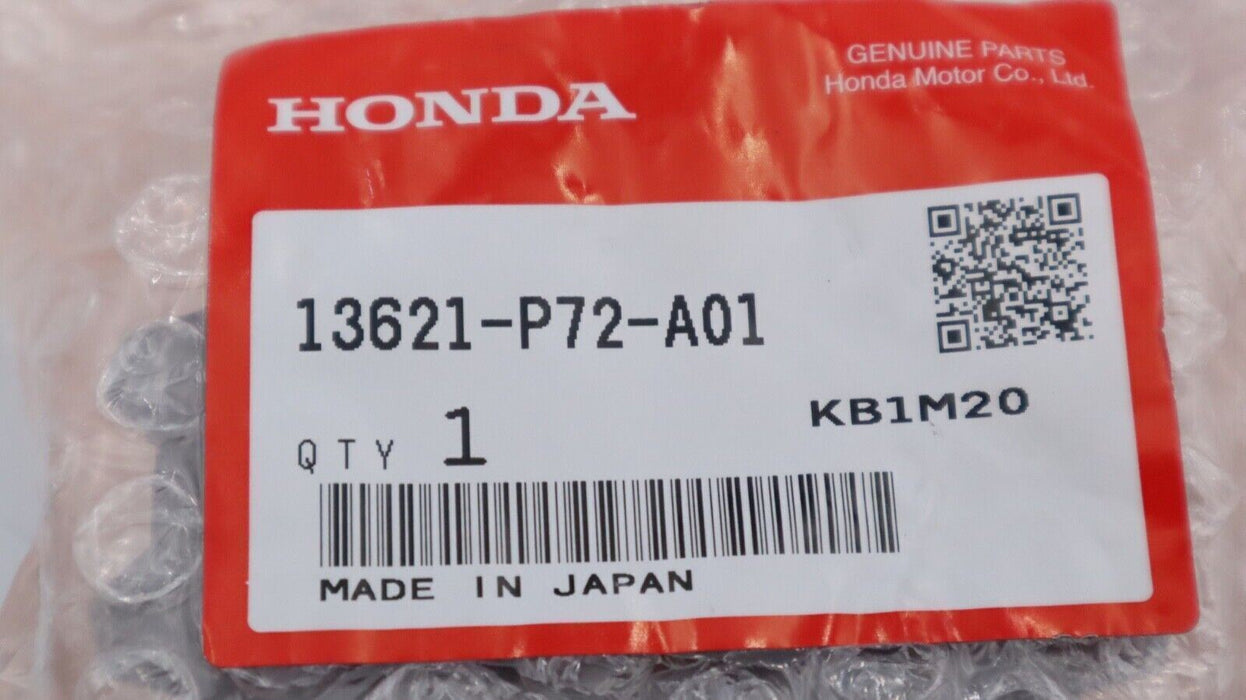 HONDA
GENUINE PARTS
Honda Motor Co., Ltd.
13621-P72-A01
QTY 1
KB1M20
MADE IN JAPAN